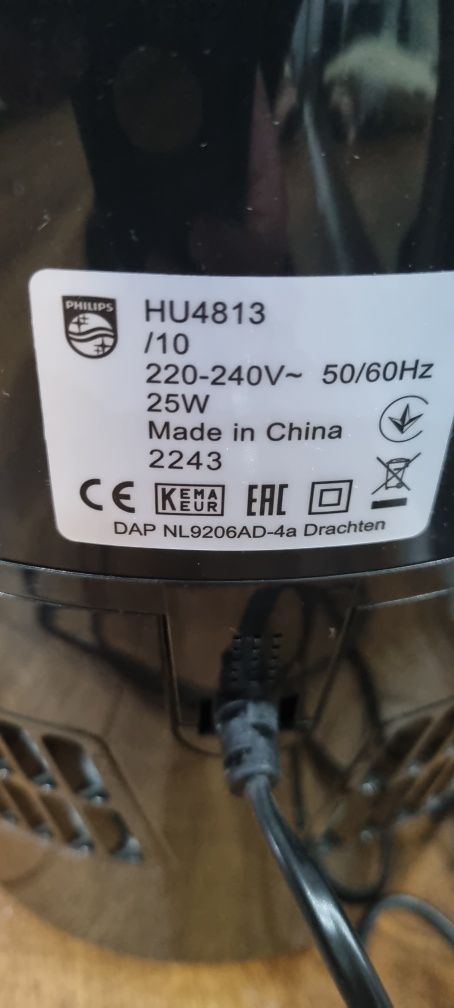 PHILIPS
HU4813
/10
220-240V~ 50/60Hz
25W
Made in China
2243
CE KEMA KEUR EAC
DAP NL9206AD-4a Drachten